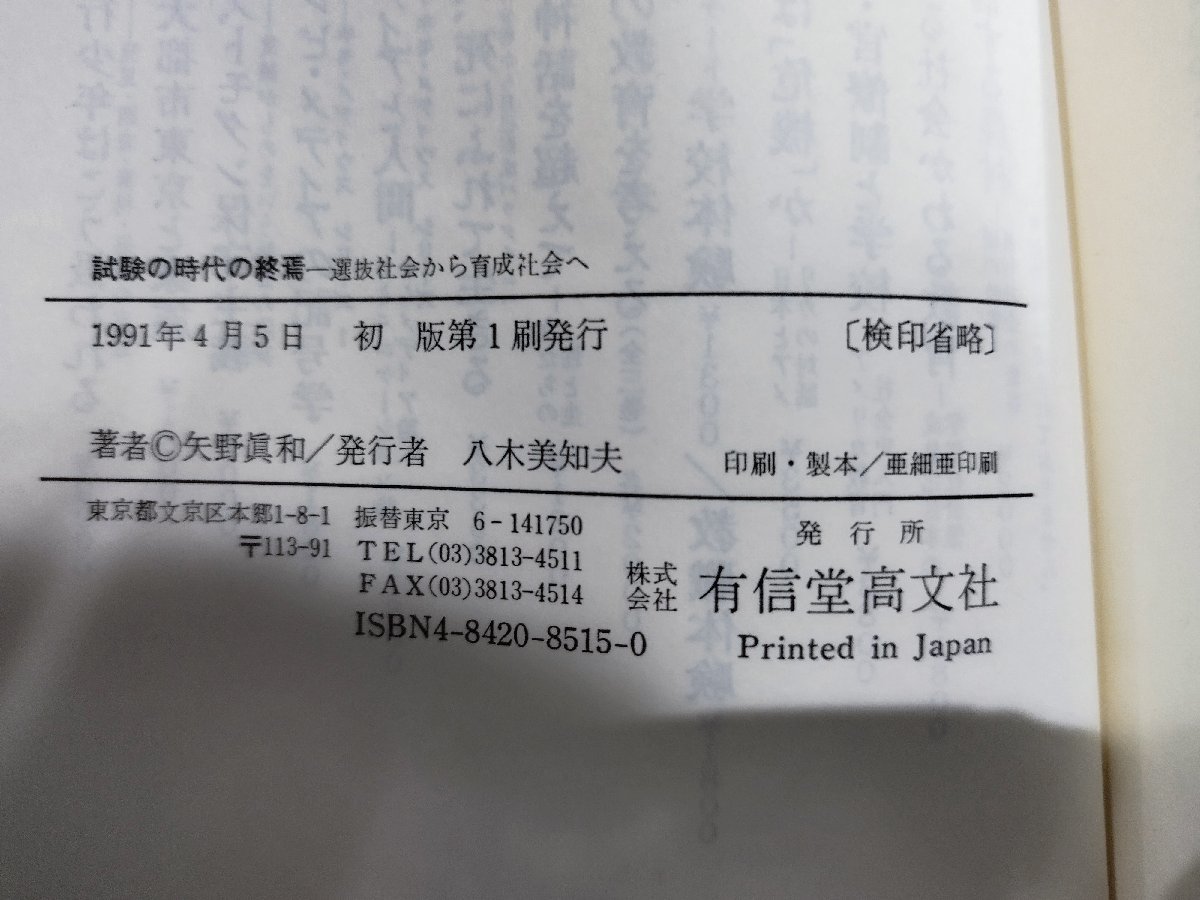 試験の時代の終焉―選抜社会から育成社会へ
1991年4月5日　初　版第1刷発行　〔検印省略〕
著者©矢野眞和/発行者　八木美知夫　印刷・製本/亜細亜印刷
東京都文京区本郷1-8-1
〒113-91
振替東京 6-141750
TEL(03)3813-4511
FAX(03)3813-4514
ISBN4-8420-8515-0
発行所
株式会社 有信堂高文社
Printed in Japan